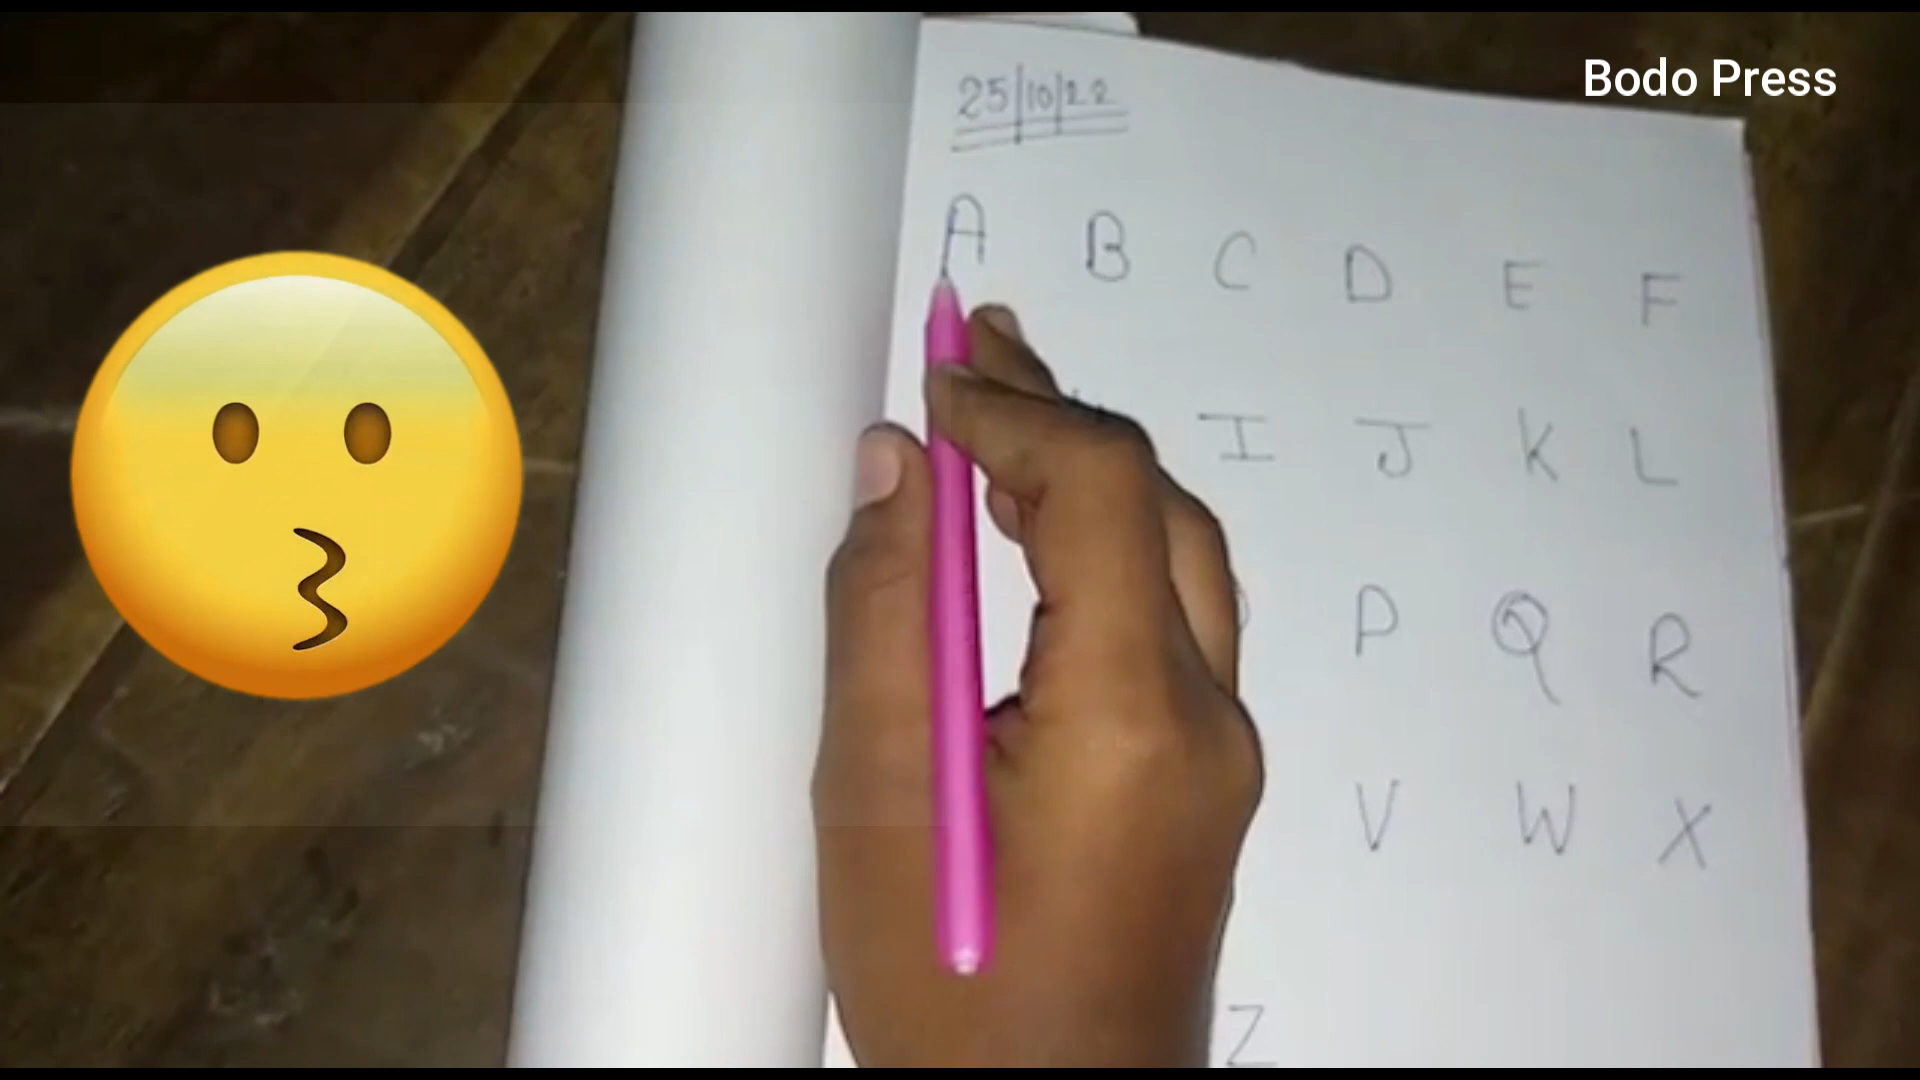 Bodo Press
25/10/22
A B C D E F
I J K L
P Q R
V W X
Z